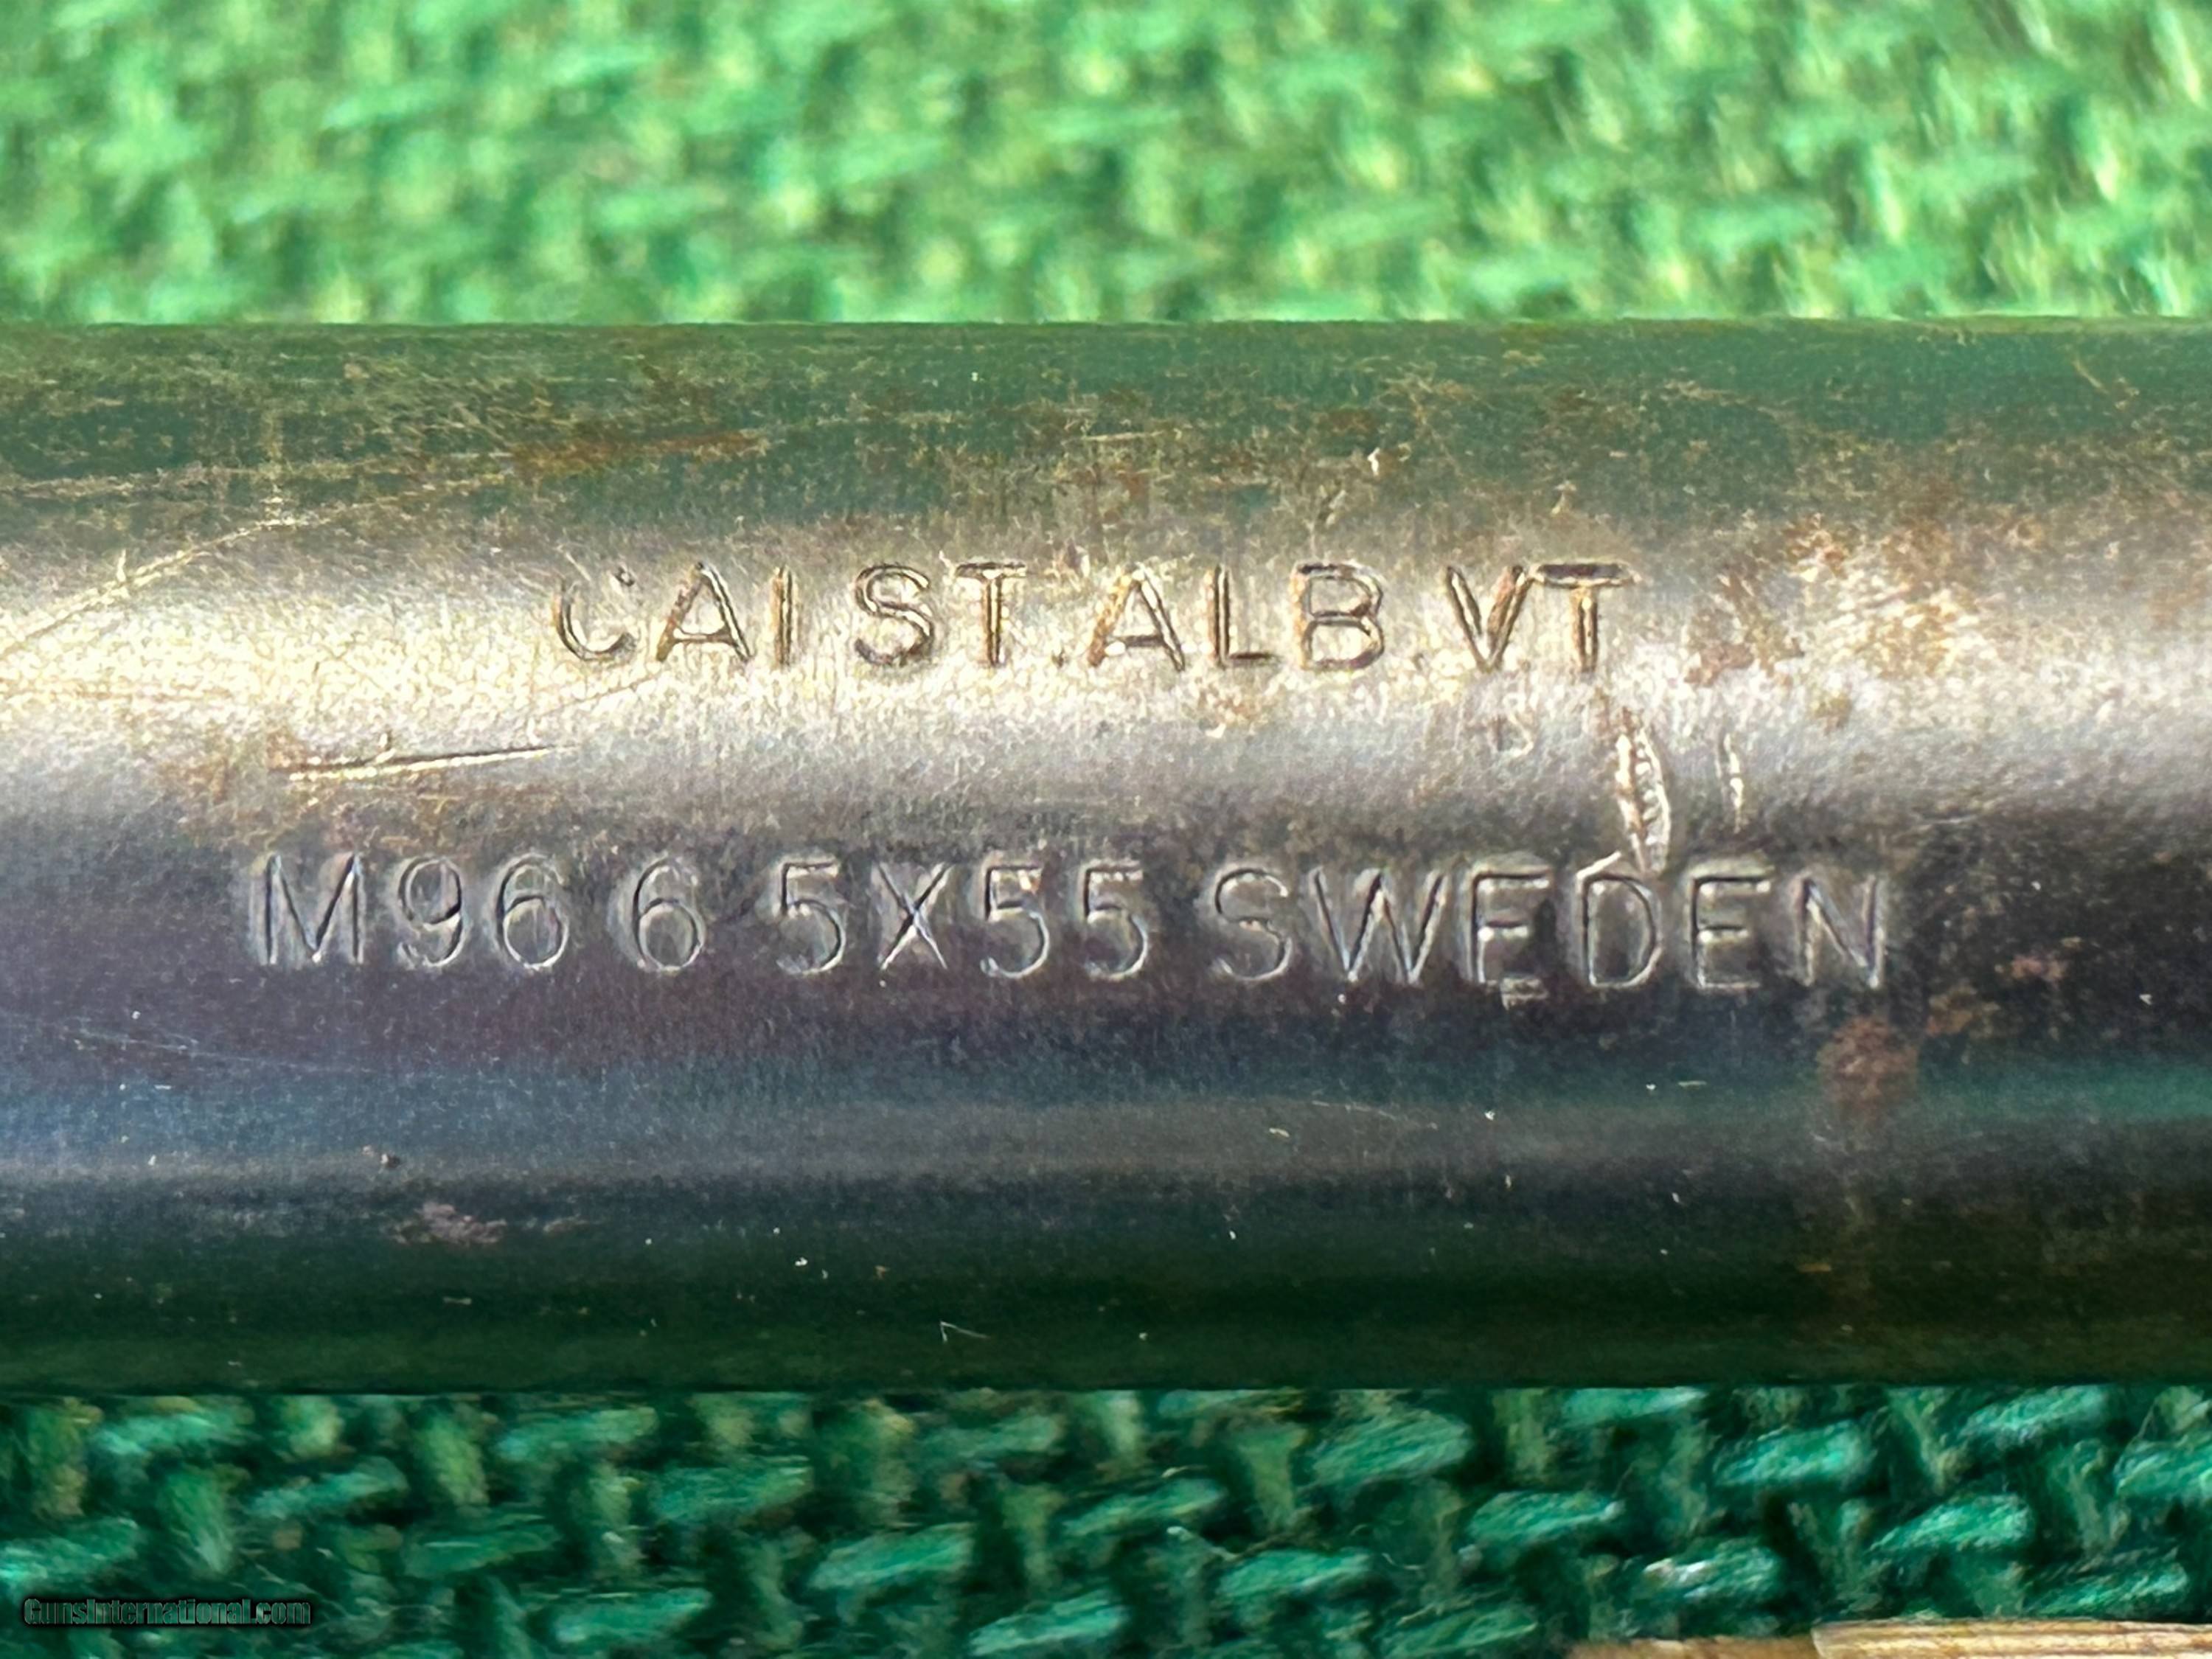 CAI ST.ALB.VT
M96 6 5X55 SWEDEN
GunsInternational.com